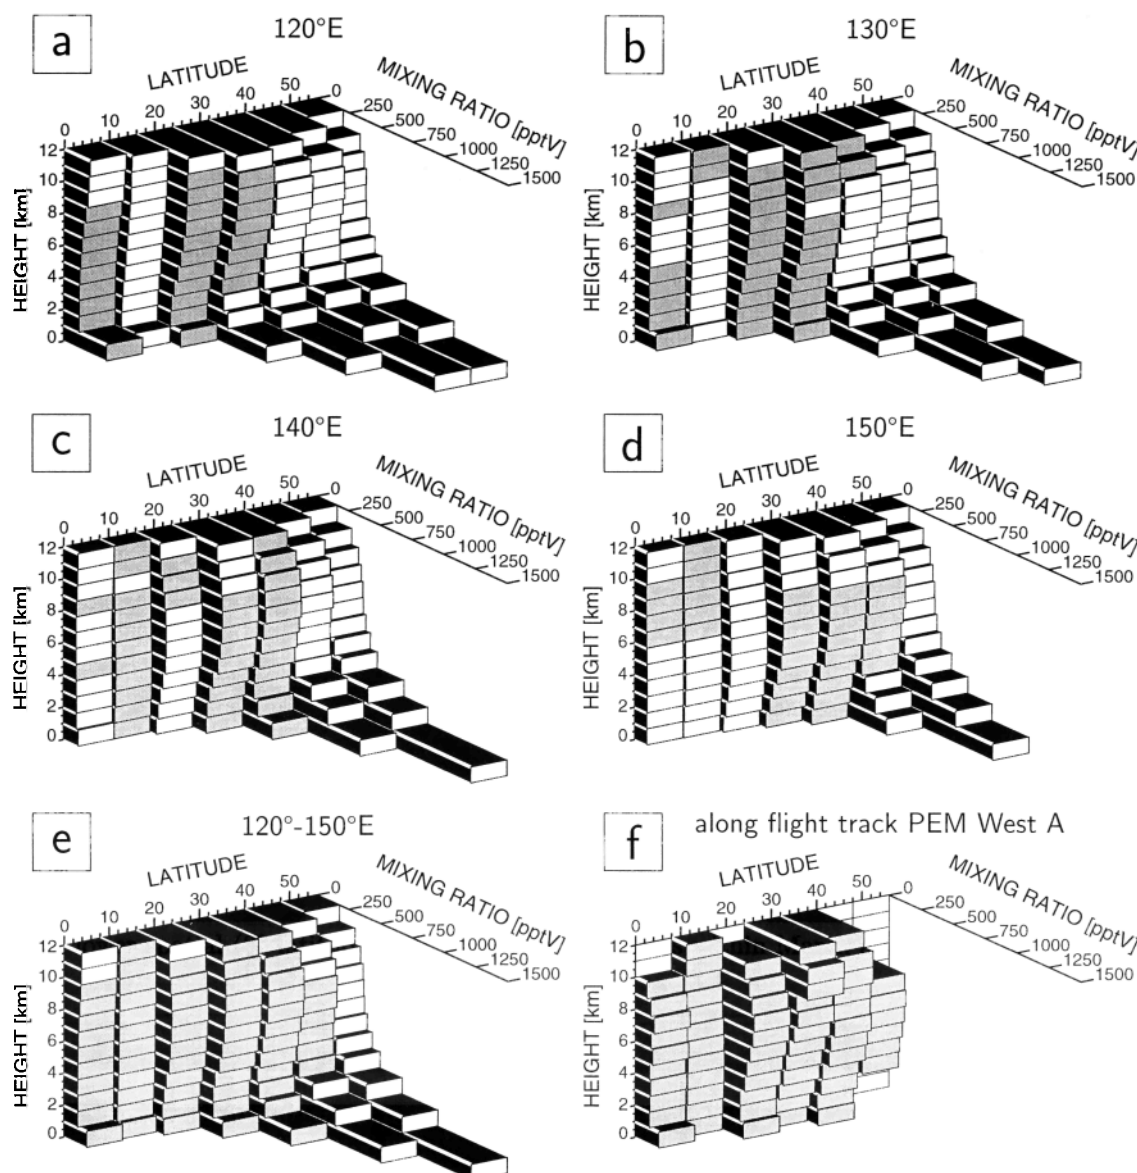 a
120°E
LATITUDE
MIXING RATIO [pptV]
0 10 20 30 40 50
0 250 500 750 1000 1250 1500
HEIGHT [km]
12 10 8 6 4 2 0
b
130°E
LATITUDE
MIXING RATIO [pptV]
0 10 20 30 40 50
0 250 500 750 1000 1250 1500
HEIGHT [km]
12 10 8 6 4 2 0
c
140°E
LATITUDE
MIXING RATIO [pptV]
0 10 20 30 40 50
0 250 500 750 1000 1250 1500
HEIGHT [km]
12 10 8 6 4 2 0
d
150°E
LATITUDE
MIXING RATIO [pptV]
0 10 20 30 40 50
0 250 500 750 1000 1250 1500
HEIGHT [km]
12 10 8 6 4 2 0
e
120°-150°E
LATITUDE
MIXING RATIO [pptV]
0 10 20 30 40 50
0 250 500 750 1000 1250 1500
HEIGHT [km]
12 10 8 6 4 2 0
f
along flight track PEM West A
LATITUDE
MIXING RATIO [pptV]
0 10 20 30 40 50
0 250 500 750 1000 1250 1500
HEIGHT [km]
12 10 8 6 4 2 0